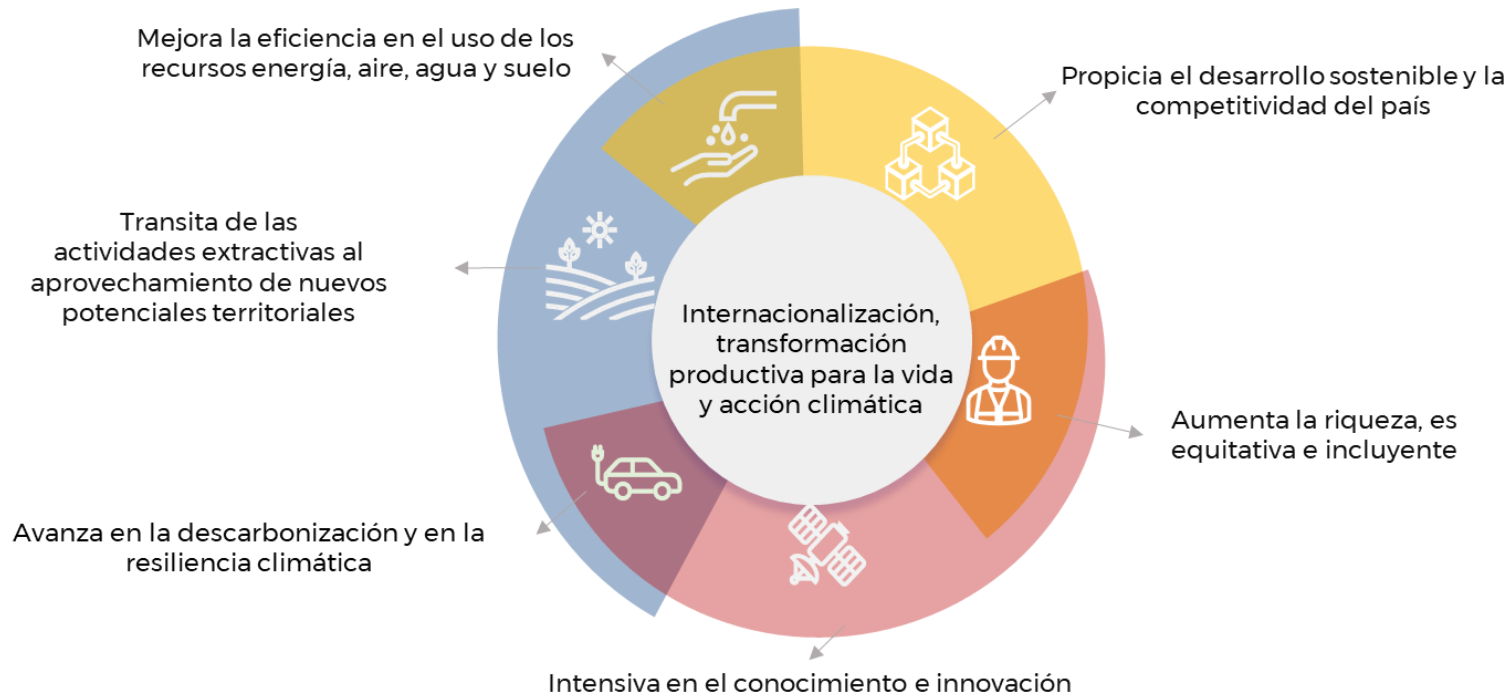 Mejora la eficiencia en el uso de los
recursos energía, aire, agua y suelo
Propicia el desarrollo sostenible y la
competitividad del país
Transita de las
actividades extractivas al
aprovechamiento de nuevos
potenciales territoriales
Internacionalización,
transformación
productiva para la vida
y acción climática
Aumenta la riqueza, es
equitativa e incluyente
Avanza en la descarbonización y en la
resiliencia climática
Intensiva en el conocimiento e innovación